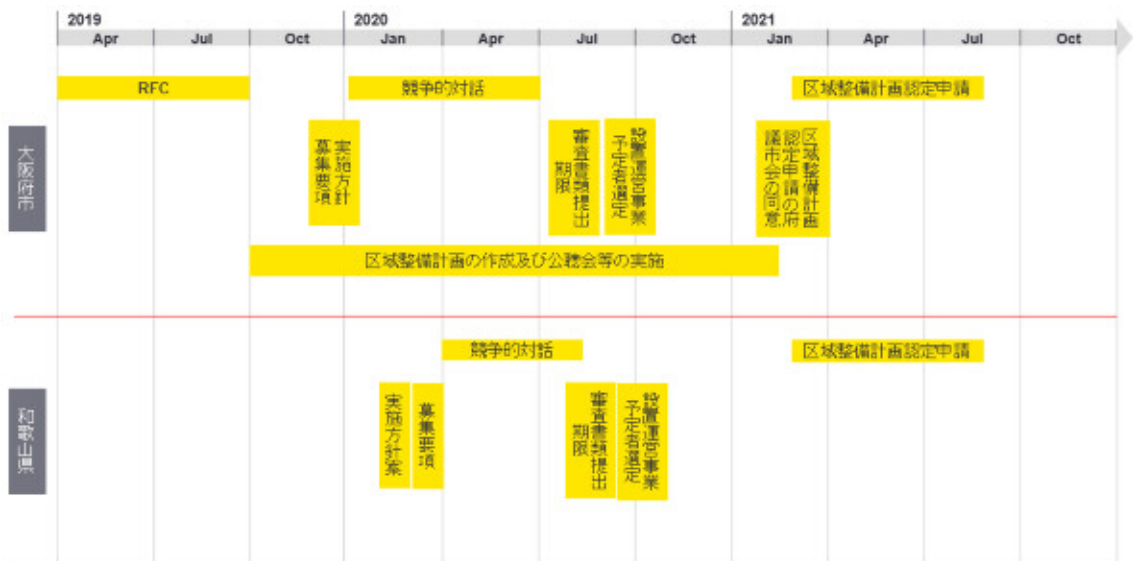 2019 2020 2021
Apr Jul Oct Jan Apr Jul Oct Jan Apr Jul Oct
大阪府市
RFC 競争的対話 区域整備計画認定申請
実施方針
募集要項
審査書類提出
期限
設置運営事業
予定者選定
区域整備計画
認定申請の府
議市会の同意
区域整備計画の作成及び公聴会等の実施
和歌山県
競争的対話 区域整備計画認定申請
実施方針案
募集要項
審査書類提出
期限
設置運営事業
予定者選定